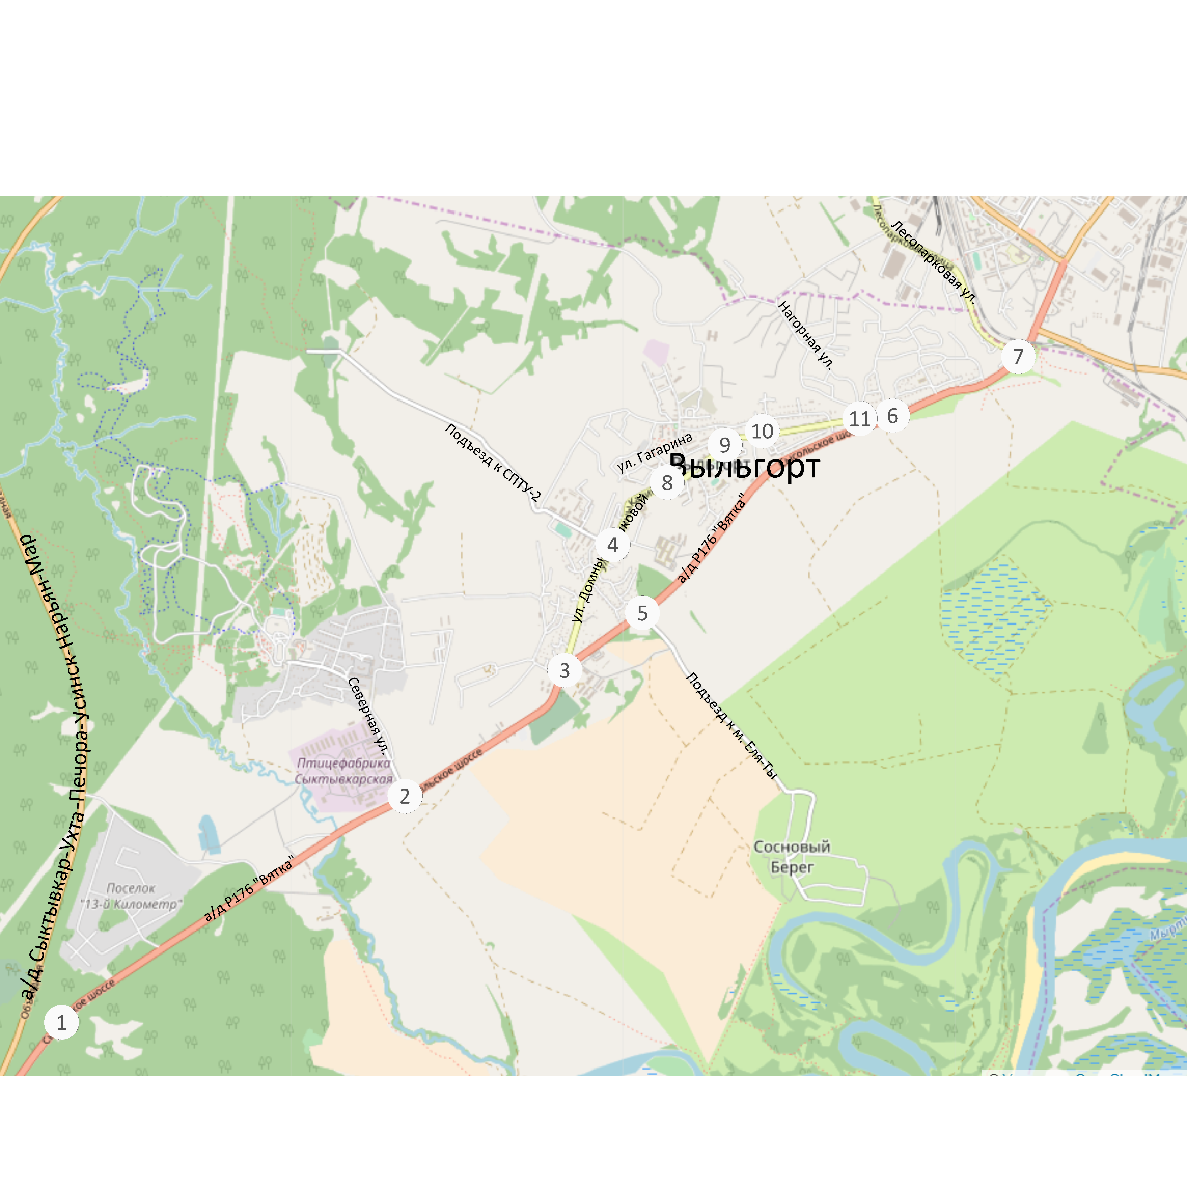 Лесопарковая ул.
Нагорная ул.
7
11
6
10
9
ул. Гагарина
Выльгорт
8
Подъезд к СПТУ-2
4
ул. Домны
а/д Р176 "Вятка"
5
3
а/д Сыктывкар-Ухта-Печора-Усинск-Нарьян-Мар
Северная ул.
Подъезд к м. Еля-Ты
Птицефабрика
Сыктывкарская
2
Сосновый
Берег
Поселок
"13-й Километр"
а/д Р176 "Вятка"
1
шоссе